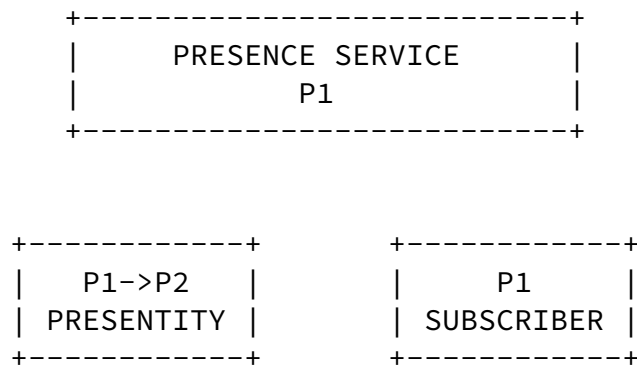 PRESENCE SERVICE
P1
P1->P2
PRESENTITY
P1
SUBSCRIBER